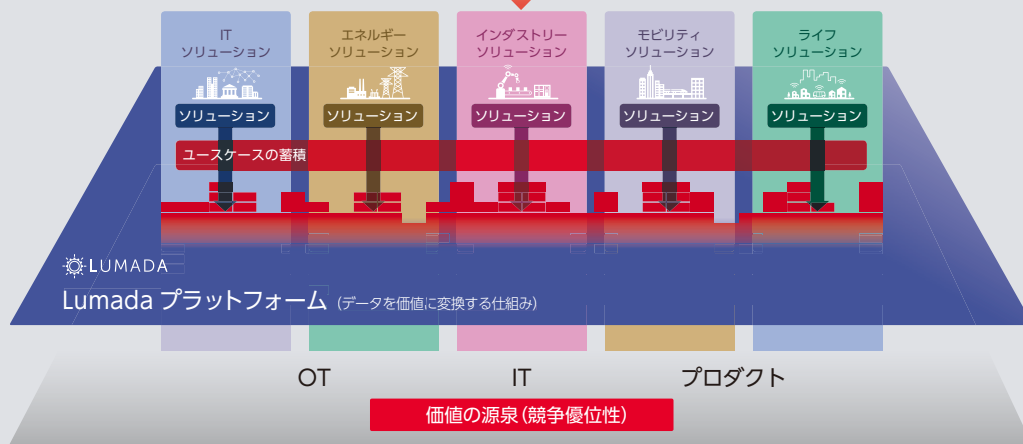 IT
ソリューション
エネルギー
ソリューション
インダストリー
ソリューション
モビリティ
ソリューション
ライフ
ソリューション
ソリューション
ソリューション
ソリューション
ソリューション
ソリューション
ユースケースの蓄積
LUMADA
Lumada プラットフォーム (データを価値に変換する仕組み)
OT IT プロダクト
価値の源泉(競争優位性)